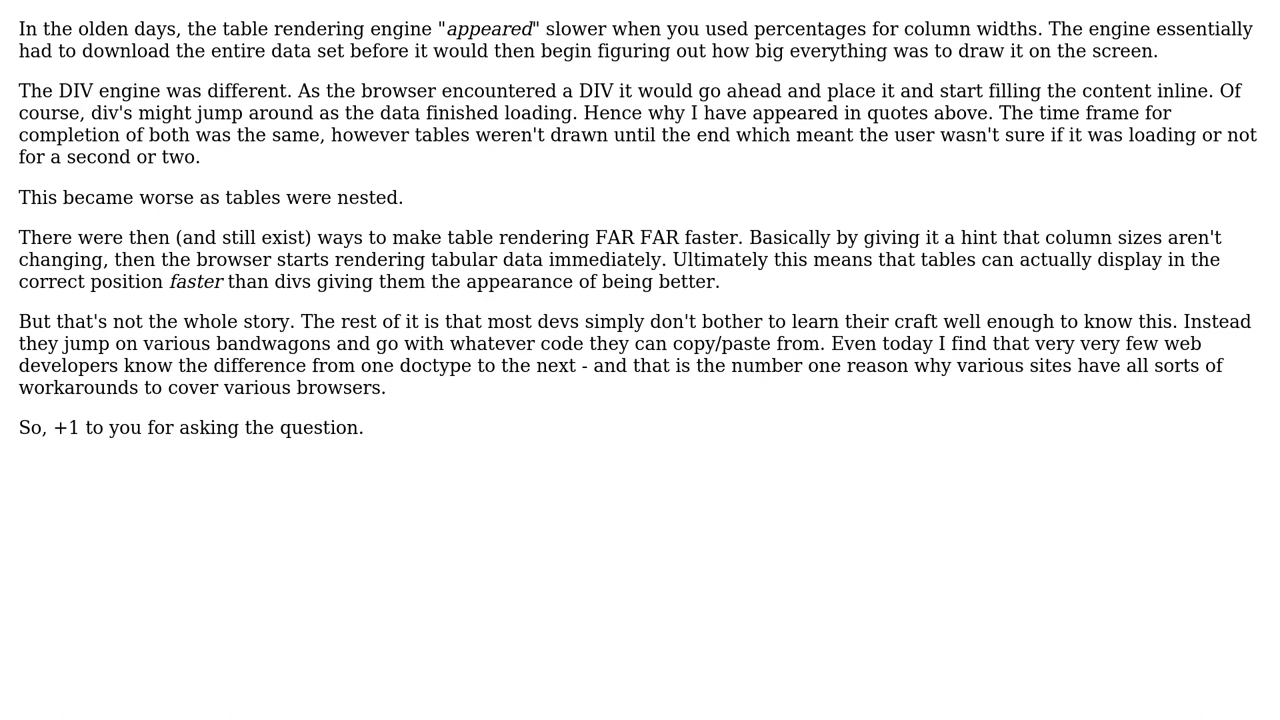 In the olden days, the table rendering engine "appeared" slower when you used percentages for column widths. The engine essentially
had to download the entire data set before it would then begin figuring out how big everything was to draw it on the screen.
The DIV engine was different. As the browser encountered a DIV it would go ahead and place it and start filling the content inline. Of
course, div's might jump around as the data finished loading. Hence why I have appeared in quotes above. The time frame for
completion of both was the same, however tables weren't drawn until the end which meant the user wasn't sure if it was loading or not
for a second or two.
This became worse as tables were nested.
There were then (and still exist) ways to make table rendering FAR FAR faster. Basically by giving it a hint that column sizes aren't
changing, then the browser starts rendering tabular data immediately. Ultimately this means that tables can actually display in the
correct position faster than divs giving them the appearance of being better.
But that's not the whole story. The rest of it is that most devs simply don't bother to learn their craft well enough to know this. Instead
they jump on various bandwagons and go with whatever code they can copy/paste from. Even today I find that very very few web
developers know the difference from one doctype to the next - and that is the number one reason why various sites have all sorts of
workarounds to cover various browsers.
So, +1 to you for asking the question.